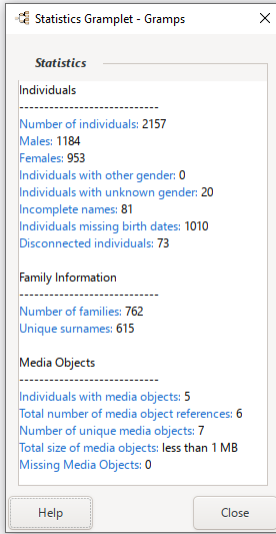 Statistics Gramplet - Gramps
Statistics
Individuals
----------------------------
Number of individuals: 2157
Males: 1184
Females: 953
Individuals with other gender: 0
Individuals with unknown gender: 20
Incomplete names: 81
Individuals missing birth dates: 1010
Disconnected individuals: 73
Family Information
----------------------------
Number of families: 762
Unique surnames: 615
Media Objects
----------------------------
Individuals with media objects: 5
Total number of media object references: 6
Number of unique media objects: 7
Total size of media objects: less than 1 MB
Missing Media Objects: 0
Help Close